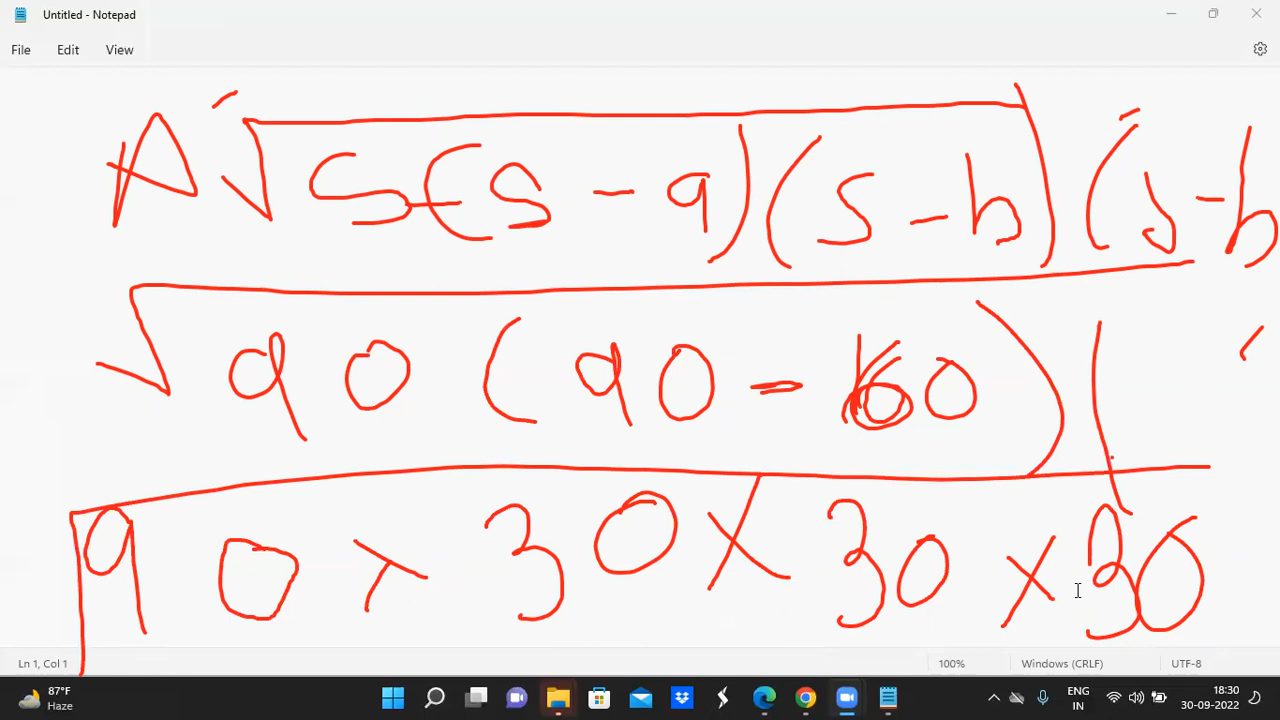 Untitled - Notepad
File Edit View
A √S(S-a)(S-b)(S-b
√90(90-60)(
90×30×30×30
Ln 1, Col 1 100% Windows (CRLF) UTF-8
87°F
Haze
ENG
IN
18:30
30-09-2022